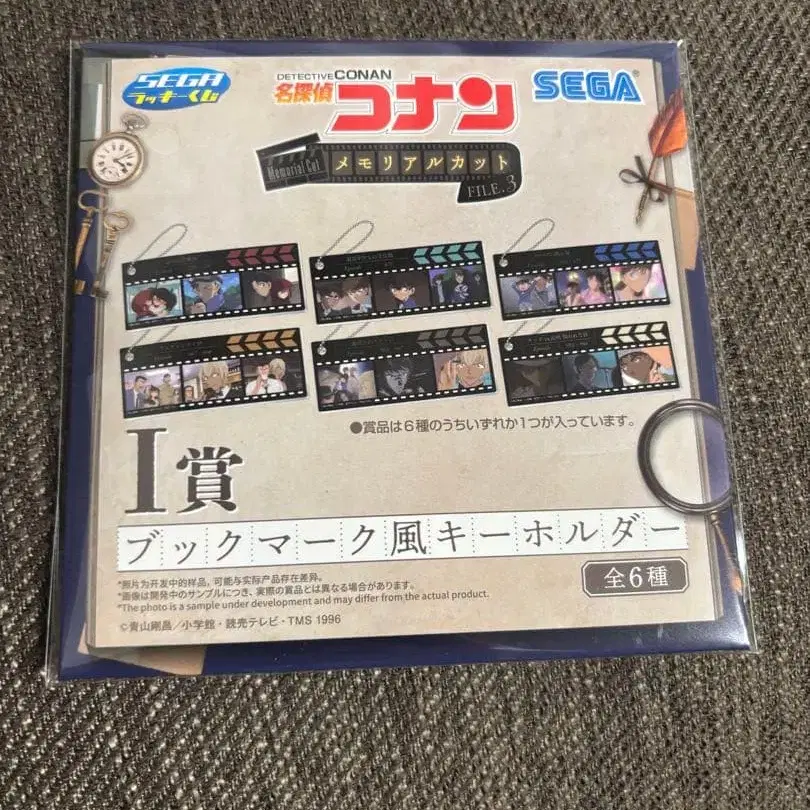 SEGA
ラッキーくじ
DETECTIVE CONAN
名探偵
コナン
SEGA
Memorial Cut
メモリアルカット
FILE.3
●賞品は6種のうちいずれか1つが入っています。
I賞
ブックマーク風キーホルダー
全6種
*照片为开发中的样品，可能与实际产品存在差异。
*画像は開発中のサンプルにつき、実際の賞品とは異なる場合があります。
*The photo is a sample under development and may differ from the actual product.
©青山剛昌／小学館・読売テレビ・TMS 1996